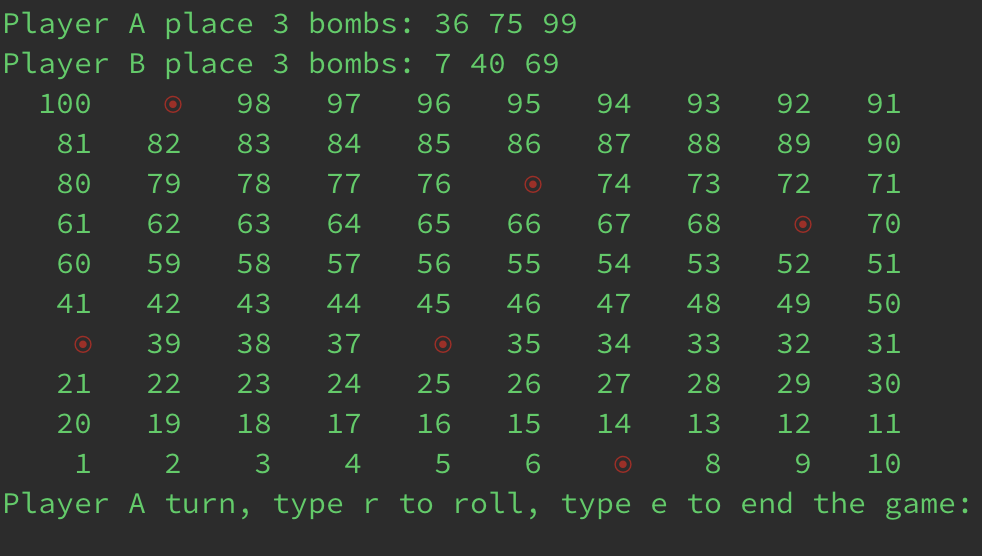 Player A place 3 bombs: 36 75 99
Player B place 3 bombs: 7 40 69
100 ☉ 98 97 96 95 94 93 92 91
81 82 83 84 85 86 87 88 89 90
80 79 78 77 76 ☉ 74 73 72 71
61 62 63 64 65 66 67 68 ☉ 70
60 59 58 57 56 55 54 53 52 51
41 42 43 44 45 46 47 48 49 50
☉ 39 38 37 ☉ 35 34 33 32 31
21 22 23 24 25 26 27 28 29 30
20 19 18 17 16 15 14 13 12 11
1 2 3 4 5 6 ☉ 8 9 10
Player A turn, type r to roll, type e to end the game: